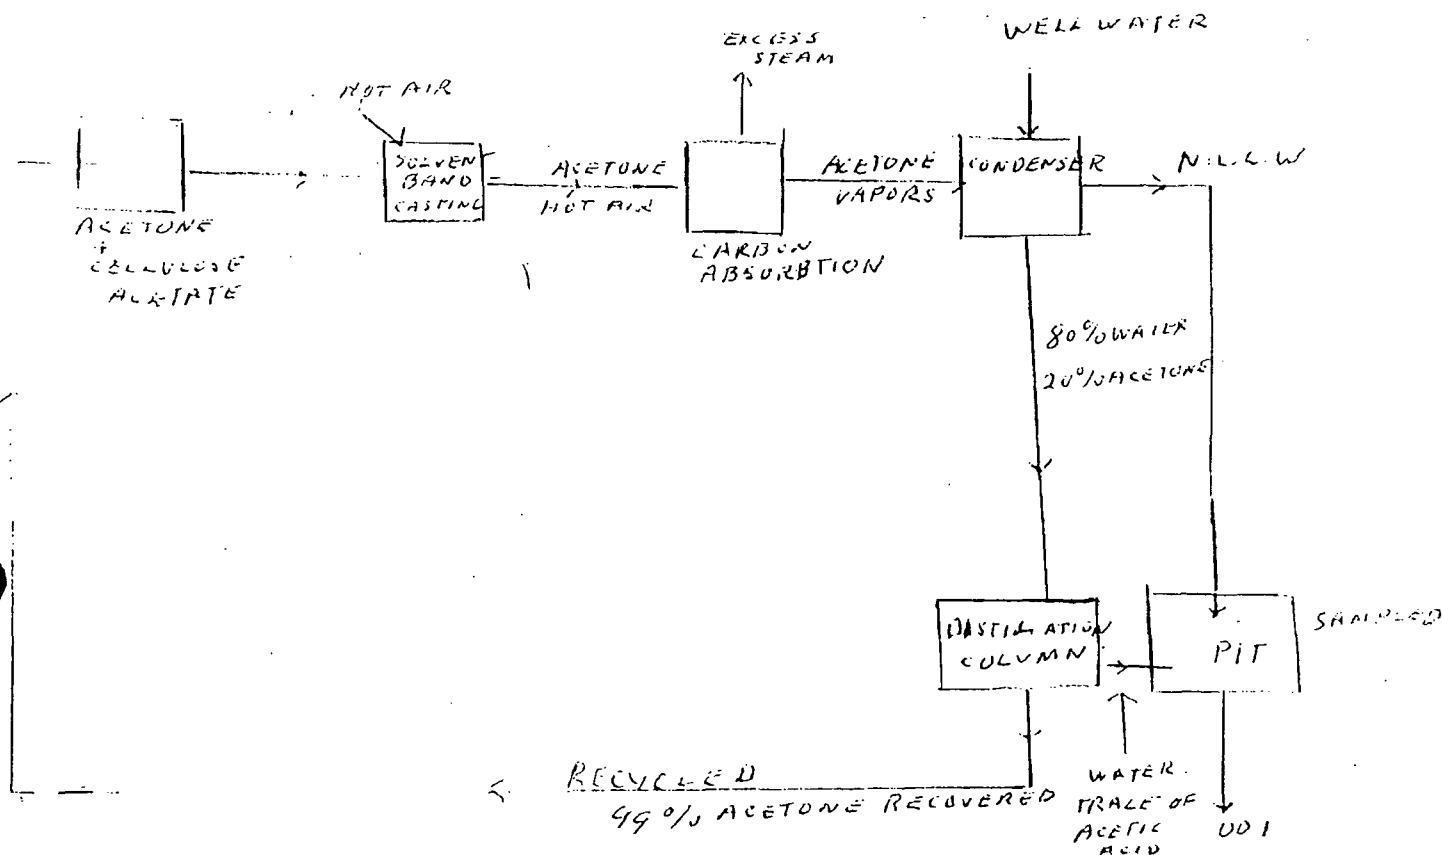 WELL WATER
EXCESS
STEAM
HOT AIR
SOLVEN
BAND
CASTING
ACETONE
HOT AIR
ACETONE
VAPORS
CONDENSER
N.C.C.W
ACETONE
+
CELLULOSE
ACETATE
CARBON
ABSORBTION
80% WATER
20% ACETONE
DISTILLATION
COLUMN
PIT
SAMPLED
RECYCLED
99% ACETONE RECOVERED
WATER
TRACE OF
ACETIC
ACID
001